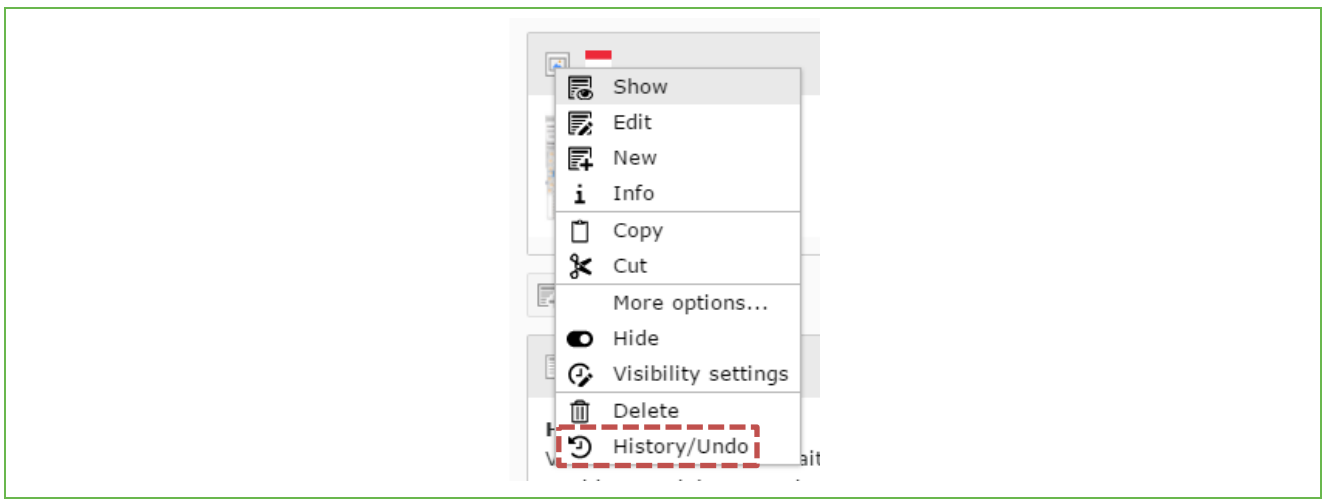 Show
Edit
New
Info
Copy
Cut
More options...
Hide
Visibility settings
Delete
History/Undo